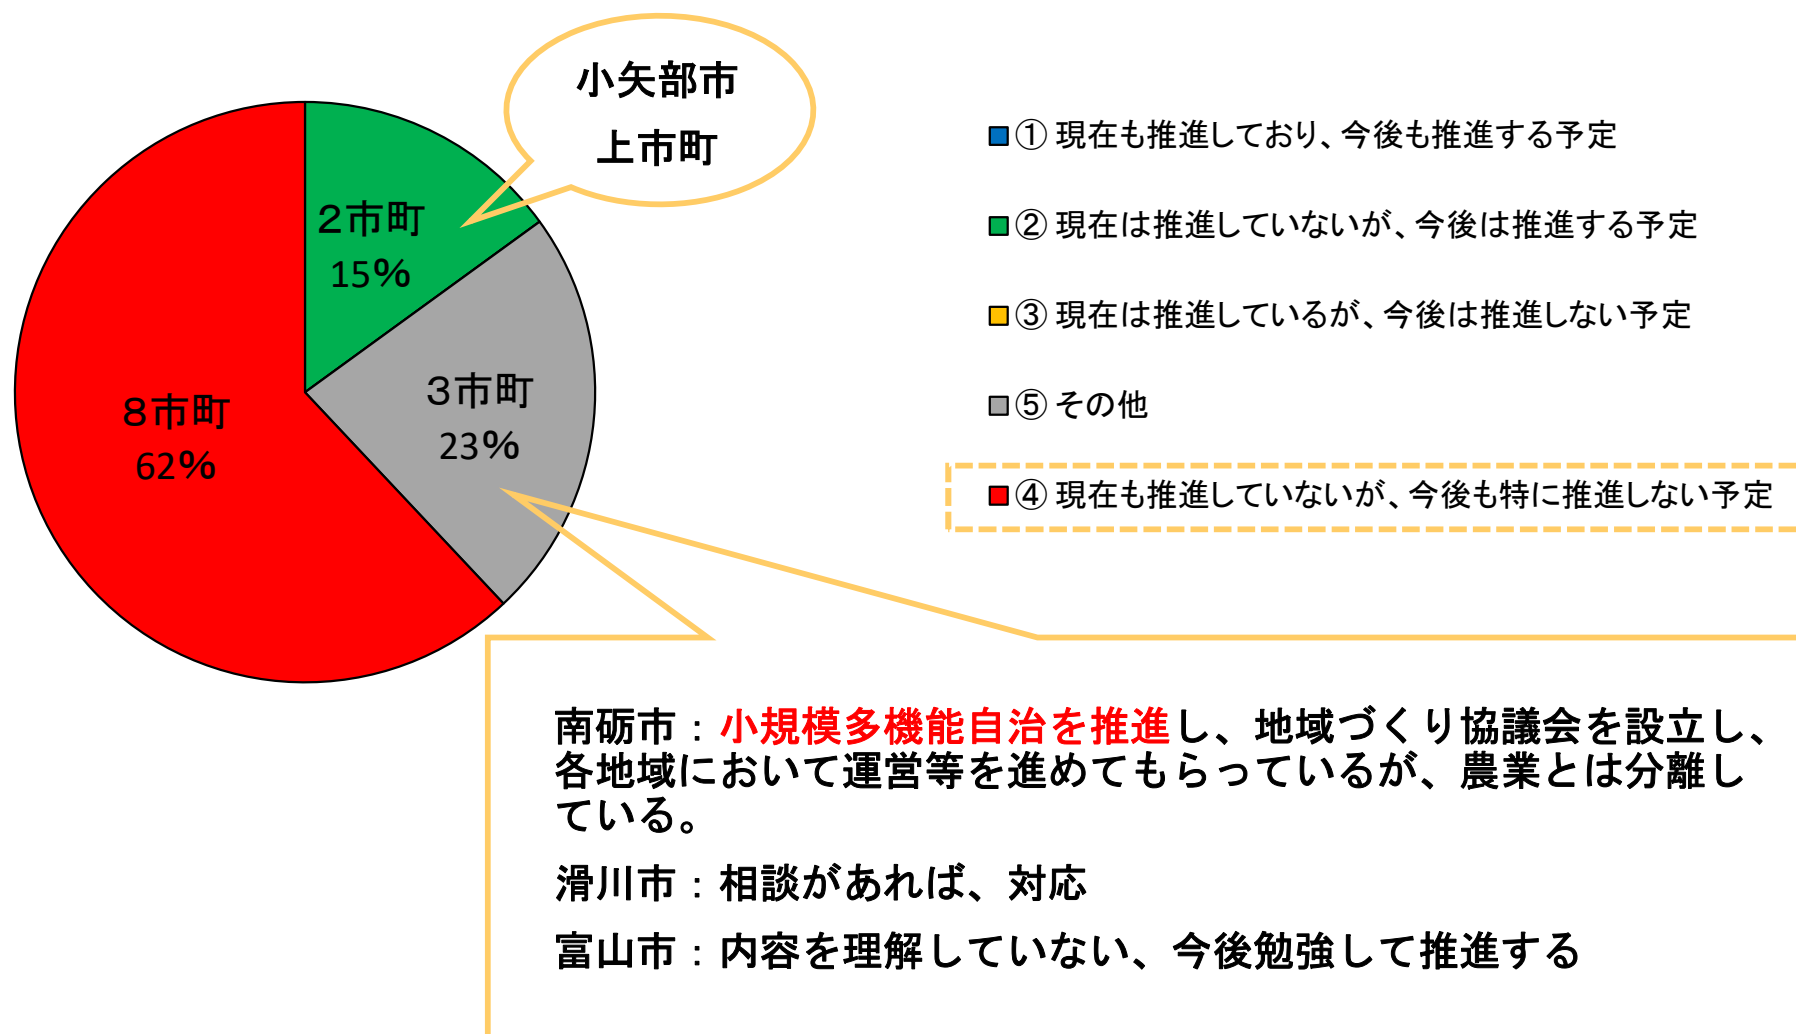 小矢部市
上市町
２市町
15%
３市町
23%
８市町
62%
① 現在も推進しており、今後も推進する予定
② 現在は推進していないが、今後は推進する予定
③ 現在は推進しているが、今後は推進しない予定
⑤ その他
④ 現在も推進していないが、今後も特に推進しない予定
南砺市：小規模多機能自治を推進し、地域づくり協議会を設立し、
各地域において運営等を進めてもらっているが、農業とは分離し
ている。
滑川市：相談があれば、対応
富山市：内容を理解していない、今後勉強して推進する